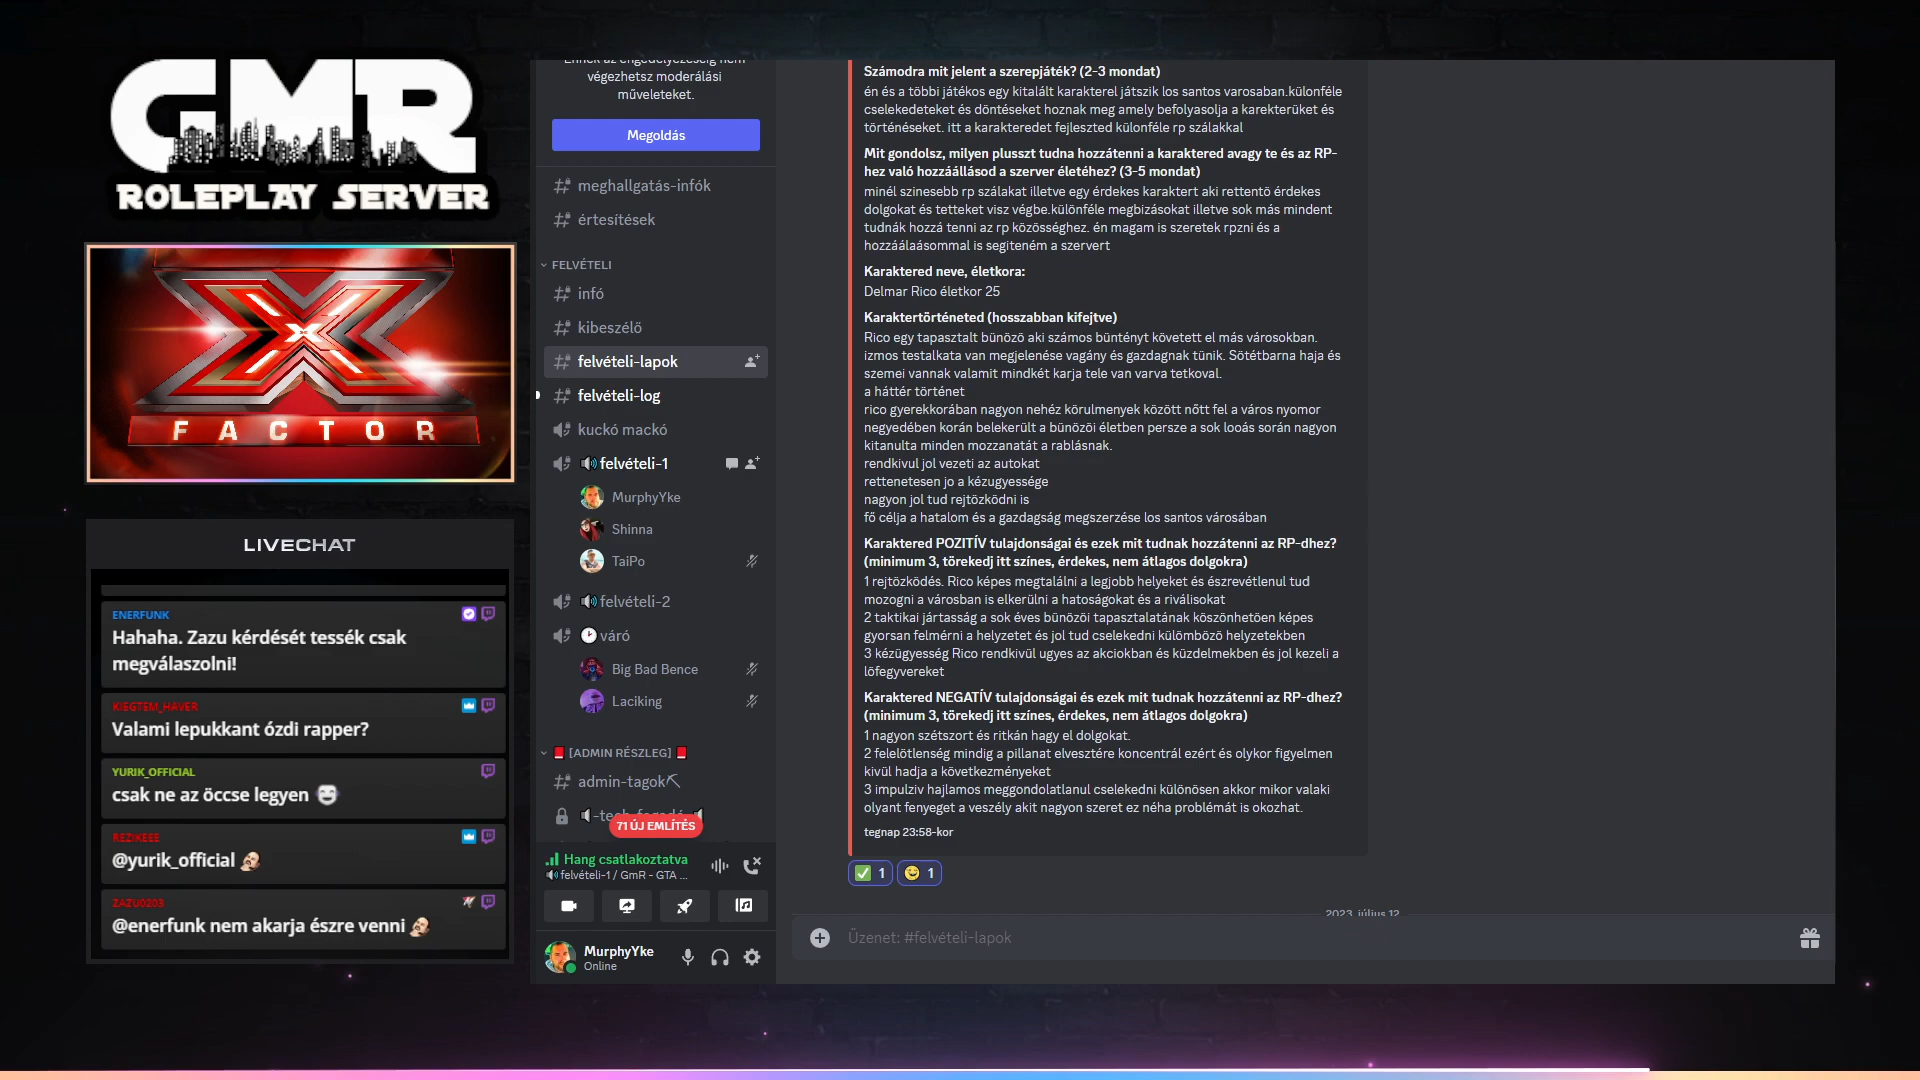 GMR
ROLEPLAY SERVER
X
FACTOR
LIVECHAT
ENERFUNK
Hahaha. Zazu kérdését tessék csak
megválaszolni!
KIEGTEM_HAVER
Valami lepukkant ózdi rapper?
YURIK_OFFICIAL
csak ne az öccse legyen
REZIKEEE
@yurik_official
ZAZU0203
@enerfunk nem akarja észre venni
Ennek az engedélyezéséig nem
végezhetsz moderálási
műveleteket.
Megoldás
meghallgatás-infók
értesítések
FELVÉTELI
infó
kibeszélő
felvételi-lapok
felvételi-log
kuckó mackó
felvételi-1
MurphyYke
Shinna
TaiPo
felvételi-2
váró
Big Bad Bence
Laciking
[ADMIN RÉSZLEG]
admin-tagok
71 ÚJ EMLÍTÉS
Hang csatlakoztatva
felvételi-1 / GmR - GTA ...
MurphyYke
Online
Számodra mit jelent a szerepjáték? (2-3 mondat)
én és a többi játékos egy kitalált karakterel játszik los santos varosaban.különféle
cselekedeteket és döntéseket hoznak meg amely befolyasolja a karekterüket és
történéseket. itt a karakteredet fejleszted külonféle rp szálakkal
Mit gondolsz, milyen plusszt tudna hozzátenni a karaktered avagy te és az RP-
hez való hozzáállásod a szerver életéhez? (3-5 mondat)
minél szinesebb rp szálakat illetve egy érdekes karaktert aki rettentö érdekes
dolgokat és tetteket visz végbe.különféle megbizásokat illetve sok más mindent
tudnák hozzá tenni az rp közösséghez. én magam is szeretek rpzni és a
hozzáálaásommal is segiteném a szervert
Karaktered neve, életkora:
Delmar Rico életkor 25
Karaktertörténeted (hosszabban kifejtve)
Rico egy tapasztalt bünözö aki számos büntényt követett el más városokban.
izmos testalkata van megjelenése vagány és gazdagnak tünik. Sötétbarna haja és
szemei vannak valamit mindkét karja tele van varva tetkoval.
a háttér történet
rico gyerekkorában nagyon nehéz körulmenyek között nőtt fel a város nyomor
negyedében korán belekerült a bünözöi életben persze a sok looás során nagyon
kitanulta minden mozzanatát a rablásnak.
rendkivul jol vezeti az autokat
rettenetesen jo a kézugyessége
nagyon jol tud rejtözködni is
fő célja a hatalom és a gazdagság megszerzése los santos városában
Karaktered POZITÍV tulajdonságai és ezek mit tudnak hozzátenni az RP-dhez?
(minimum 3, törekedj itt színes, érdekes, nem átlagos dolgokra)
1 rejtözködés. Rico képes megtalálni a legjobb helyeket és észrevétlenul tud
mozogni a városban is elkerülni a hatoságokat és a riválisokat
2 taktikai jártasság a sok éves bünözöi tapasztalatának köszönhetöen képes
gyorsan felmérni a helyzetet és jol tud cselekedni külömbözö helyzetekben
3 kézügyesség Rico rendkivül ugyes az akciokban és küzdelmekben és jol kezeli a
löfegyvereket
Karaktered NEGATÍV tulajdonságai és ezek mit tudnak hozzátenni az RP-dhez?
(minimum 3, törekedj itt színes, érdekes, nem átlagos dolgokra)
1 nagyon szétszort és ritkán hagy el dolgokat.
2 felelötlenség mindig a pillanat elvesztére koncentrál ezért és olykor figyelmen
kivül hadja a következményeket
3 impulziv hajlamos meggondolatlanul cselekedni különösen akkor mikor valaki
olyant fenyeget a veszély akit nagyon szeret ez néha problémát is okozhat.
tegnap 23:58-kor
1
1
2023. július 12
Üzenet: #felvételi-lapok